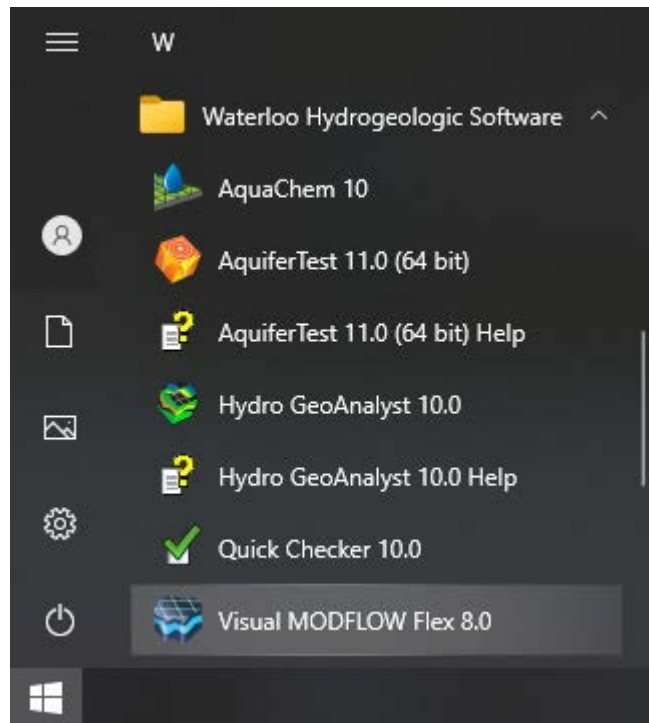 W
Waterloo Hydrogeologic Software
AquaChem 10
AquiferTest 11.0 (64 bit)
AquiferTest 11.0 (64 bit) Help
Hydro GeoAnalyst 10.0
Hydro GeoAnalyst 10.0 Help
Quick Checker 10.0
Visual MODFLOW Flex 8.0